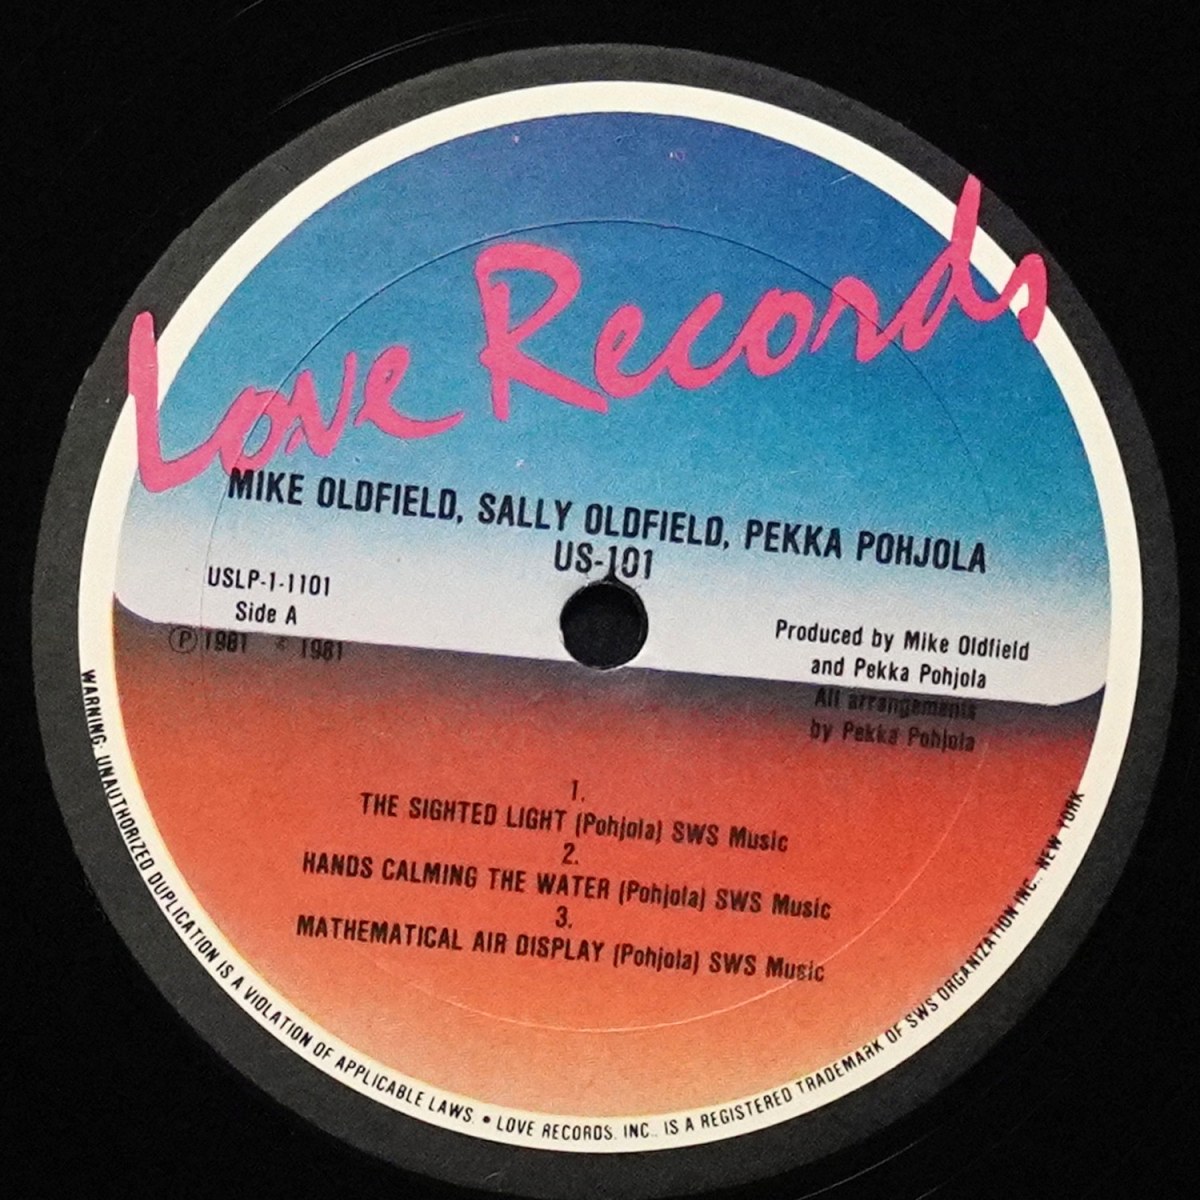 Love Records
MIKE OLDFIELD, SALLY OLDFIELD, PEKKA POHJOLA
US-101
USLP-1-1101
Side A
Ⓟ 1981 © 1981
Produced by Mike Oldfield
and Pekka Pohjola
All arrangements
by Pekka Pohjola
1.
THE SIGHTED LIGHT (Pohjola) SWS Music
2.
HANDS CALMING THE WATER (Pohjola) SWS Music
3.
MATHEMATICAL AIR DISPLAY (Pohjola) SWS Music
WARNING: UNAUTHORIZED DUPLICATION IS A VIOLATION OF APPLICABLE LAWS. • LOVE RECORDS, INC., IS A REGISTERED TRADEMARK OF SWS ORGANIZATION INC., NEW YORK